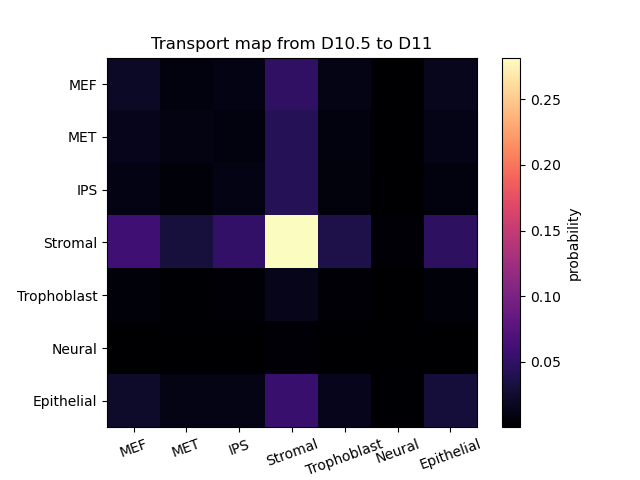 Transport map from D10.5 to D11
MEF
MET
IPS
Stromal
Trophoblast
Neural
Epithelial
MEF
MET
IPS
Stromal
Trophoblast
Neural
Epithelial
0.25
0.20
0.15
0.10
0.05
probability